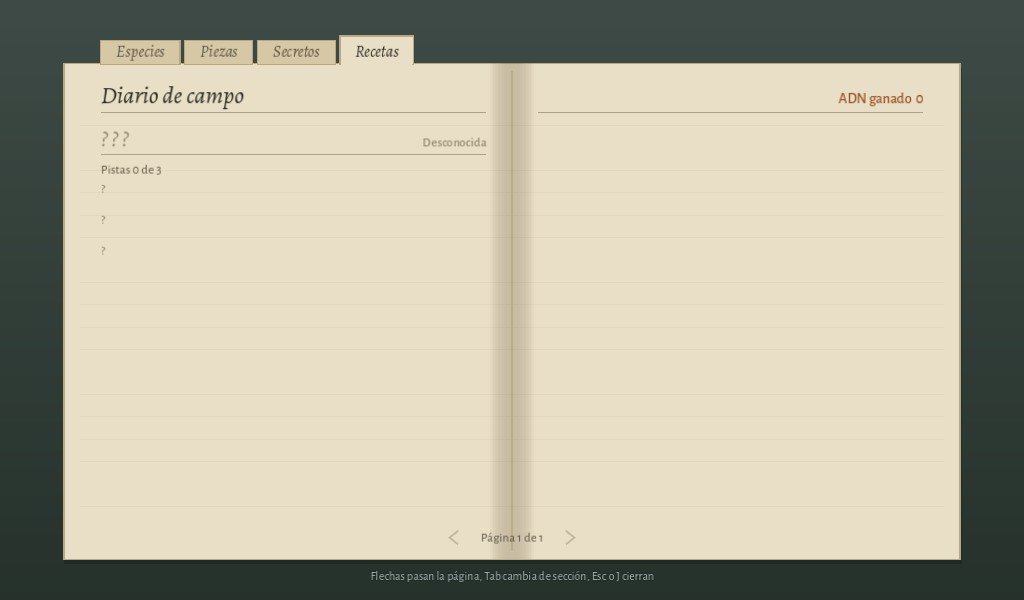 Especies Piezas Secretos Recetas
Diario de campo
ADN ganado 0
? ? ? Desconocida
Pistas 0 de 3
?
?
?
Página 1 de 1
Flechas pasan la página, Tab cambia de sección, Esc o J cierran